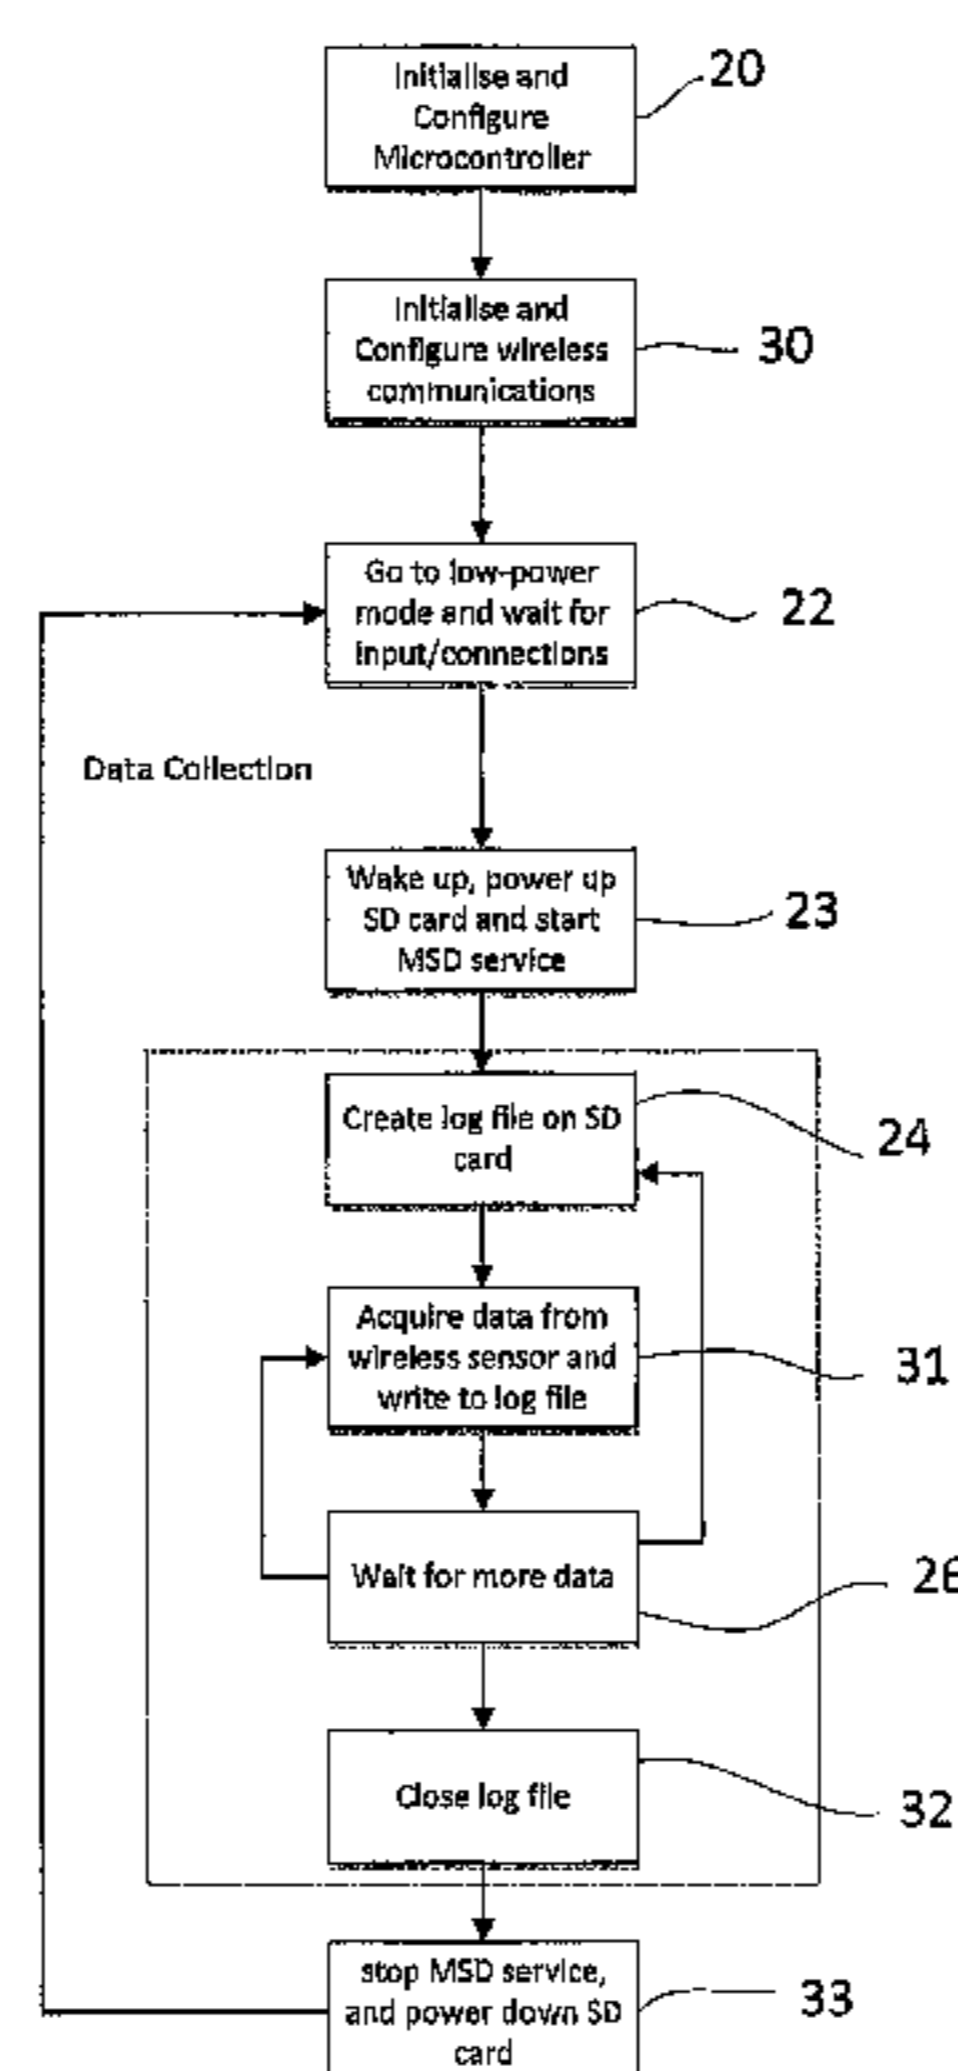 Initialise and
Configure
Microcontroller
20
Initialise and
Configure wireless
communications
30
Go to low-power
mode and wait for
input/connections
22
Data Collection
Wake up, power up
SD card and start
MSD service
23
Create log file on SD
card
24
Acquire data from
wireless sensor and
write to log file
31
Wait for more data
26
Close log file
32
stop MSD service,
and power down SD
card
33